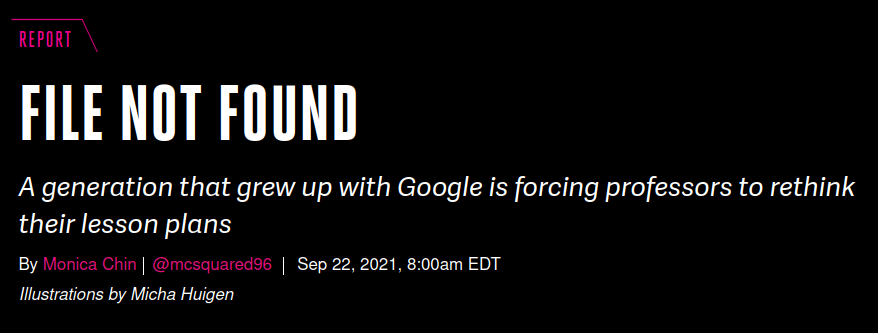 REPORT
FILE NOT FOUND
A generation that grew up with Google is forcing professors to rethink
their lesson plans
By Monica Chin | @mcsquared96 | Sep 22, 2021, 8:00am EDT
Illustrations by Micha Huigen